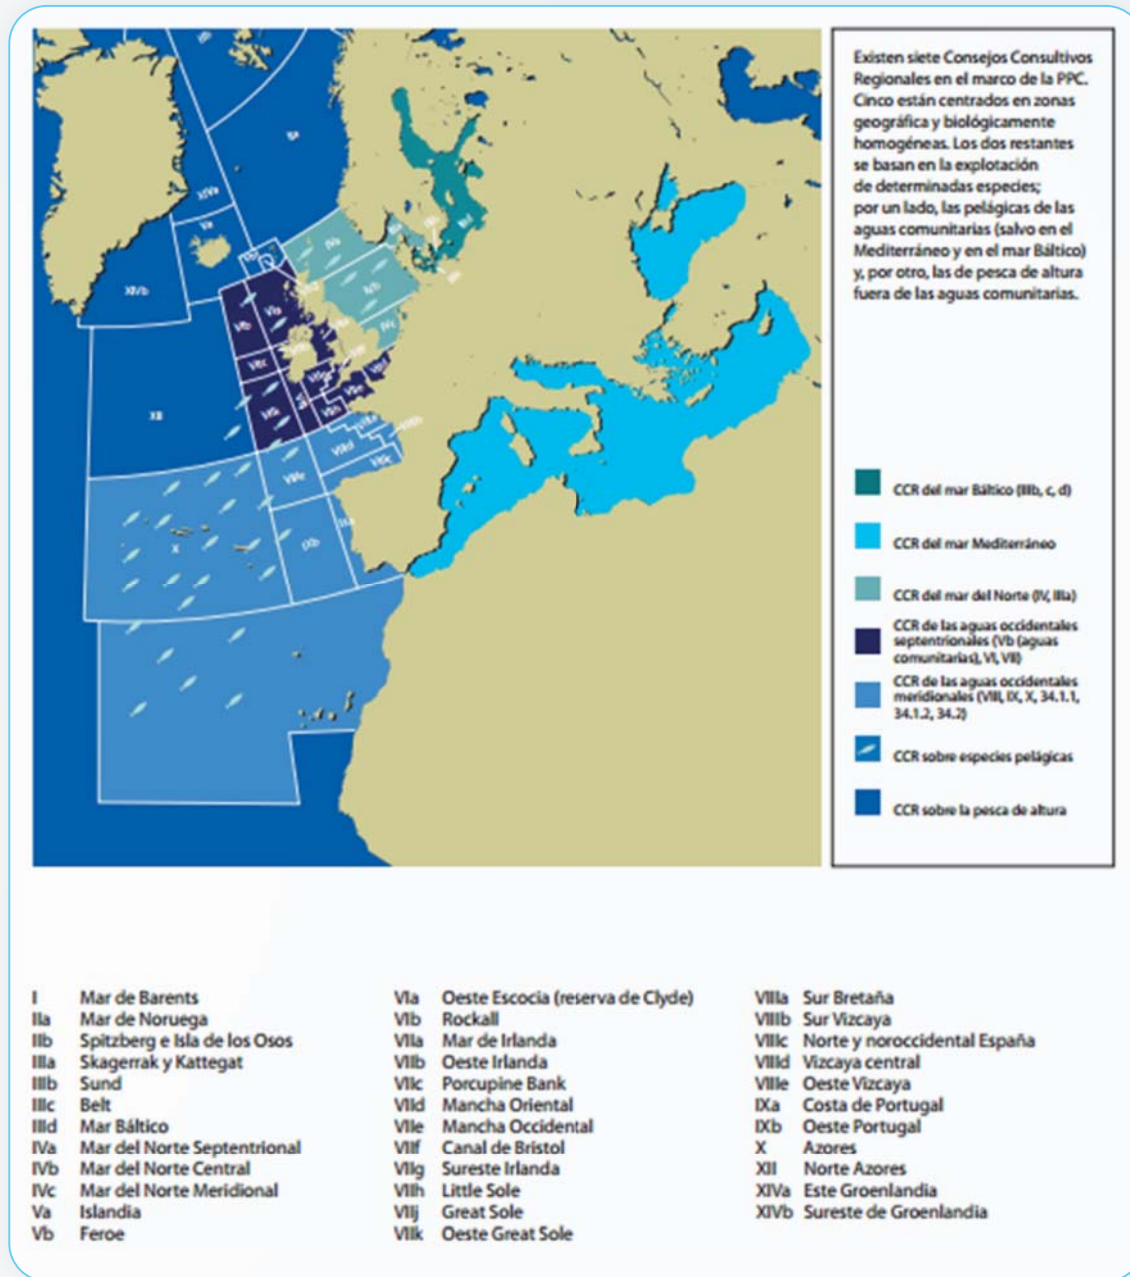 Existen siete Consejos Consultivos
Regionales en el marco de la PPC.
Cinco están centrados en zonas
geográfica y biológicamente
homogéneas. Los dos restantes
se basan en la explotación
de determinadas especies;
por un lado, las pelágicas de las
aguas comunitarias (salvo en el
Mediterráneo y en el mar Báltico)
y, por otro, las de pesca de altura
fuera de las aguas comunitarias.
XIVa
Va
XIVb
IVa
IVb
IVc
VIb
VIa
VIIc
VIIk
XII
VIIIe
VIIId
VIIIc
X
IXb
IXa
CCR del mar Báltico (IIIb, c, d)
CCR del mar Mediterráneo
CCR del mar del Norte (IV, IIIa)
CCR de las aguas occidentales
septentrionales (Vb (aguas
comunitarias), VI, VII)
CCR de las aguas occidentales
meridionales (VIII, IX, X, 34.1.1,
34.1.2, 34.2)
CCR sobre especies pelágicas
CCR sobre la pesca de altura
I Mar de Barents
IIa Mar de Noruega
IIb Spitzberg e Isla de los Osos
IIIa Skagerrak y Kattegat
IIIb Sund
IIIc Belt
IIId Mar Báltico
IVa Mar del Norte Septentrional
IVb Mar del Norte Central
IVc Mar del Norte Meridional
Va Islandia
Vb Feroe
VIa Oeste Escocia (reserva de Clyde)
VIb Rockall
VIIa Mar de Irlanda
VIIb Oeste Irlanda
VIIc Porcupine Bank
VIId Mancha Oriental
VIIe Mancha Occidental
VIIf Canal de Bristol
VIIg Sureste Irlanda
VIIh Little Sole
VIIj Great Sole
VIIk Oeste Great Sole
VIIIa Sur Bretaña
VIIIb Sur Vizcaya
VIIIc Norte y noroccidental España
VIIId Vizcaya central
VIIIe Oeste Vizcaya
IXa Costa de Portugal
IXb Oeste Portugal
X Azores
XII Norte Azores
XIVa Este Groenlandia
XIVb Sureste de Groenlandia